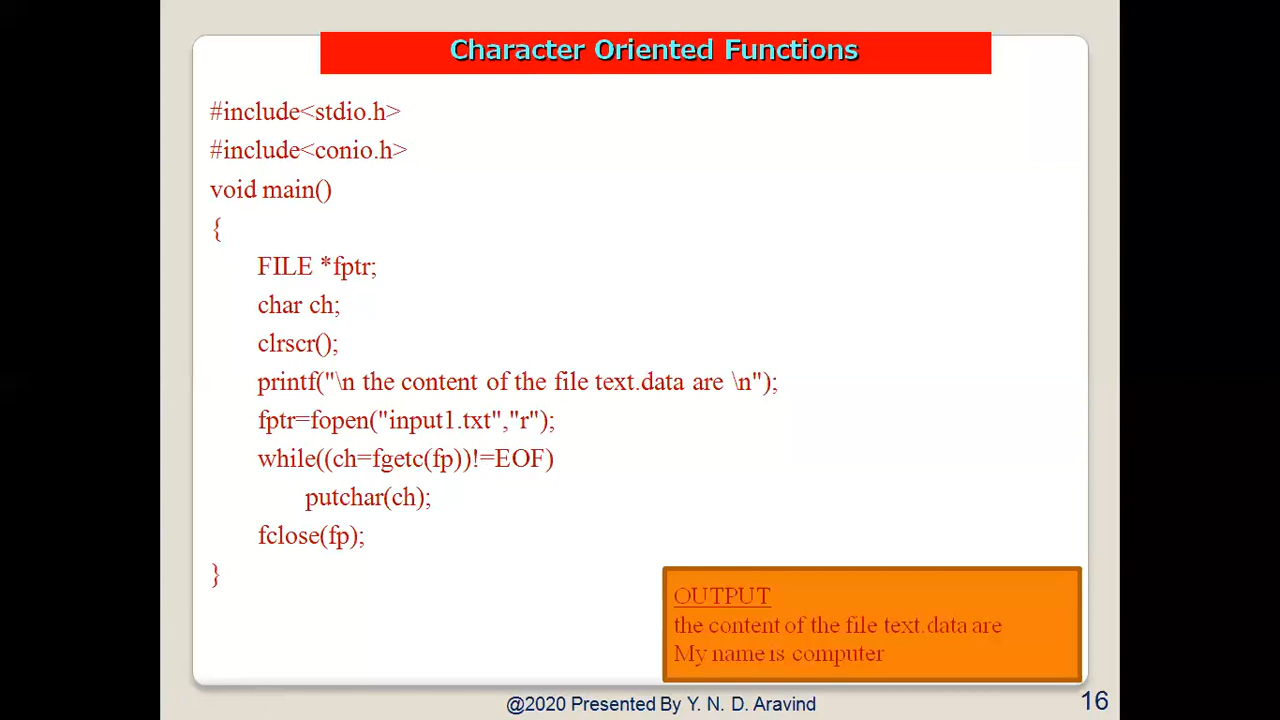 Character Oriented Functions
#include<stdio.h>
#include<conio.h>
void main()
{
FILE *fptr;
char ch;
clrscr();
printf("\n the content of the file text.data are \n");
fptr=fopen("input1.txt","r");
while((ch=fgetc(fp))!=EOF)
putchar(ch);
fclose(fp);
}
OUTPUT
the content of the file text.data are
My name is computer
@2020 Presented By Y. N. D. Aravind
16